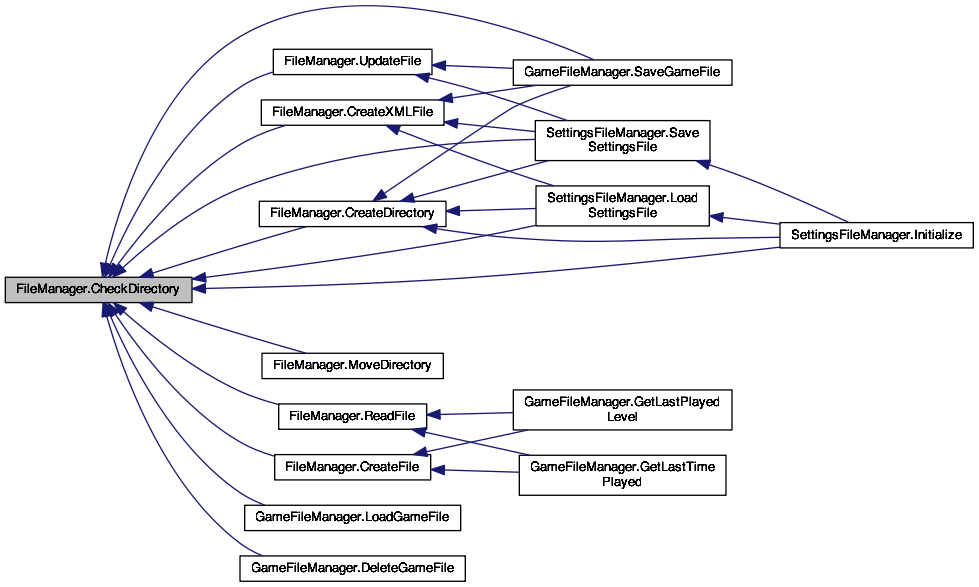 FileManager.UpdateFile
GameFileManager.SaveGameFile
FileManager.CreateXMLFile
SettingsFileManager.Save
SettingsFile
SettingsFileManager.Load
SettingsFile
FileManager.CreateDirectory
SettingsFileManager.Initialize
FileManager.CheckDirectory
FileManager.MoveDirectory
GameFileManager.GetLastPlayed
Level
FileManager.ReadFile
FileManager.CreateFile
GameFileManager.GetLastTime
Played
GameFileManager.LoadGameFile
GameFileManager.DeleteGameFile